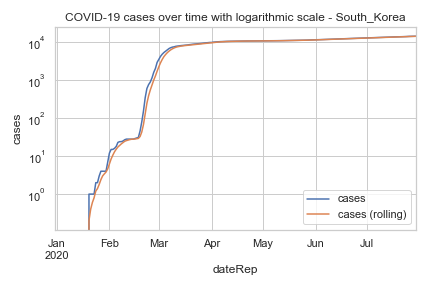 COVID-19 cases over time with logarithmic scale - South_Korea
10⁴
10³
10²
10¹
10⁰
cases
cases
cases (rolling)
Jan
2020
Feb
Mar
Apr
May
Jun
Jul
dateRep